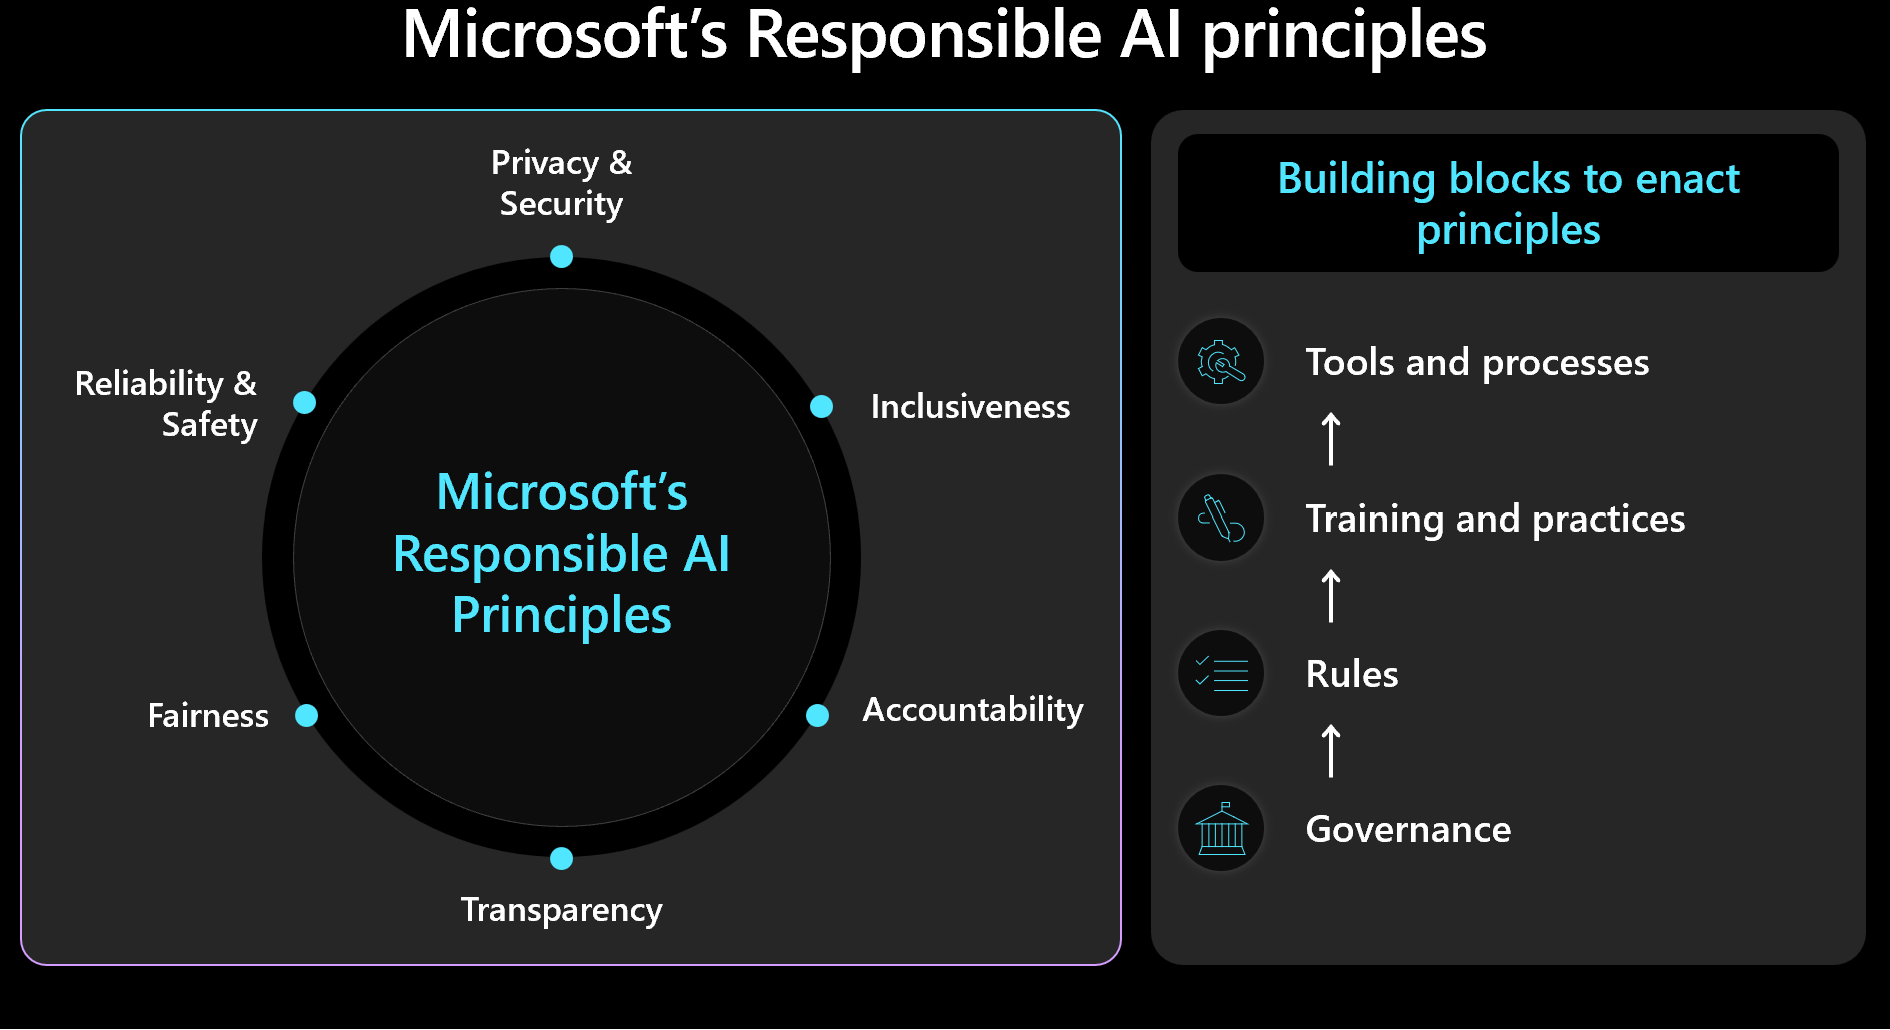 Microsoft’s Responsible AI principles
Privacy &
Security
Reliability &
Safety
Inclusiveness
Microsoft’s
Responsible AI
Principles
Fairness
Accountability
Transparency
Building blocks to enact
principles
Tools and processes
Training and practices
Rules
Governance